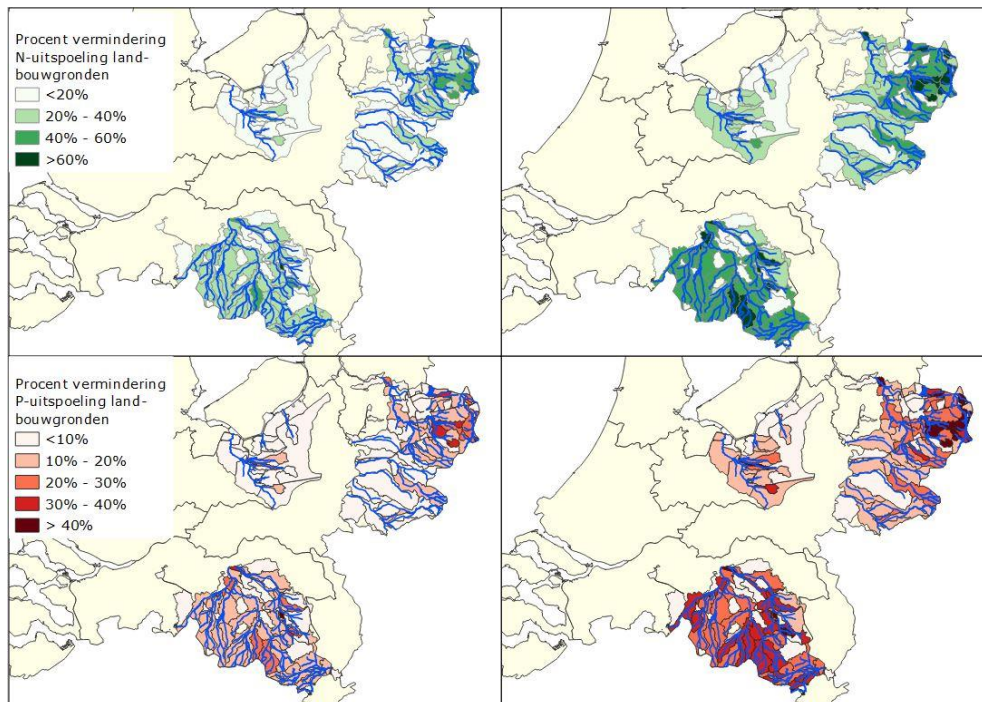 Procent vermindering
N-uitspoeling land-
bouwgronden
<20%
20% - 40%
40% - 60%
>60%
Procent vermindering
P-uitspoeling land-
bouwgronden
<10%
10% - 20%
20% - 30%
30% - 40%
> 40%